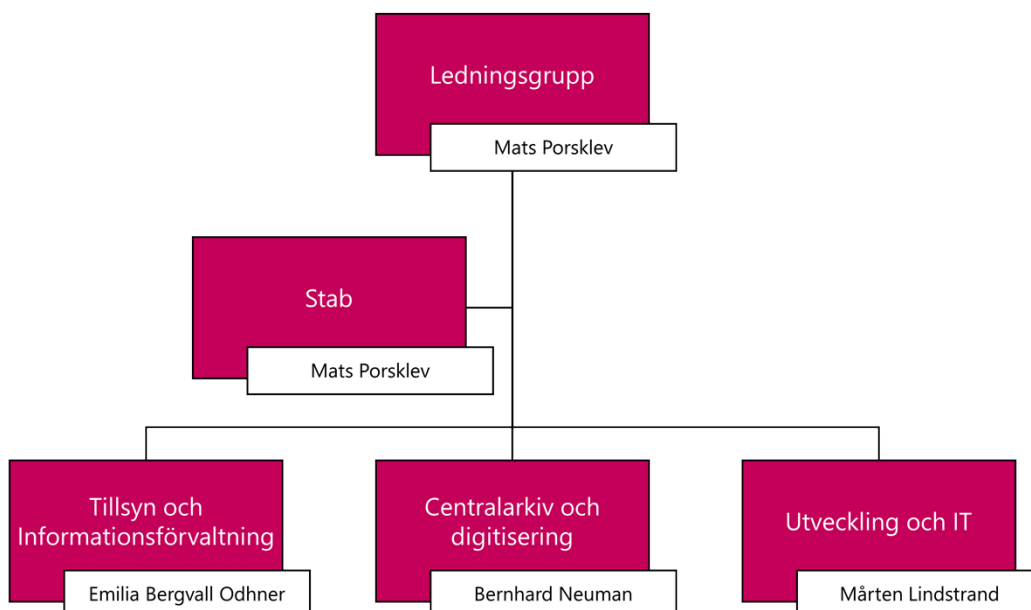 Ledningsgrupp
Mats Porsklev
Stab
Mats Porsklev
Tillsyn och
Informationsförvaltning
Emilia Bergvall Odhner
Centralarkiv och
digitisering
Bernhard Neuman
Utveckling och IT
Mårten Lindstrand